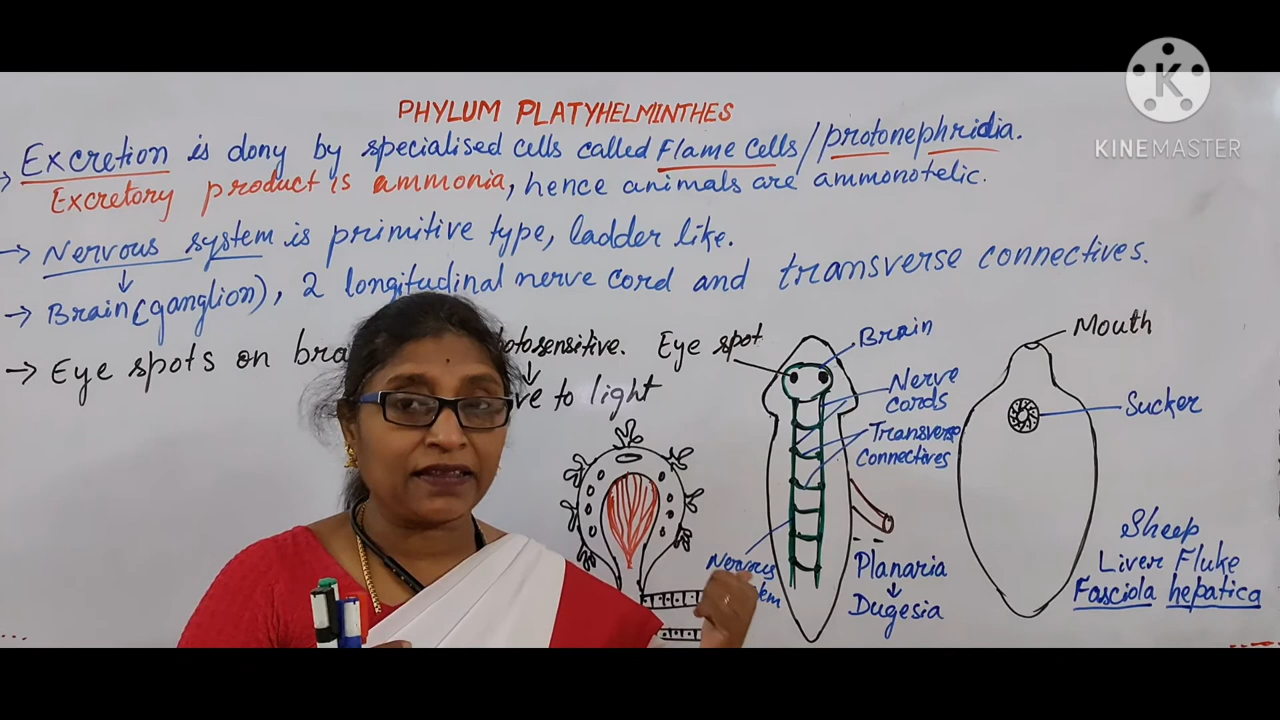 PHYLUM PLATYHELMINTHES
K
KINEMASTER
→ Excretion is dony by specialised cells called Flame cells/protonephridia.
Excretory product is ammonia, hence animals are ammonotelic.
→ Nervous system is primitive type, ladder like.
↓
→ Brain (ganglion), 2 longitudinal nerve cord and transverse connectives.
→ Eye spots on
↓
to light
Eye spot
Brain
Nerve
cords
Transverse
Connectives
Nervous
Planaria
↓
Dugesia
Mouth
Sucker
Sheep
Liver Fluke
Fasciola hepatica